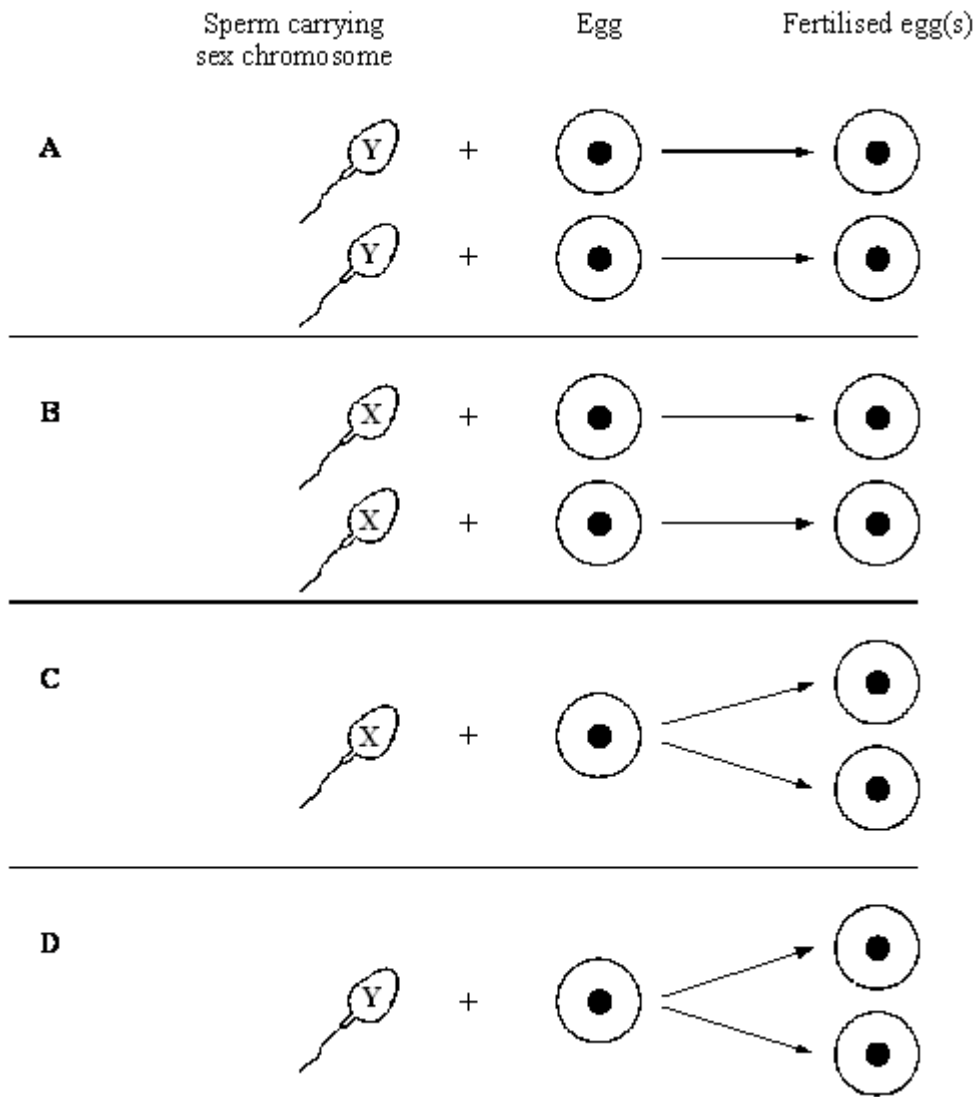 Sperm carrying
sex chromosome
Egg
Fertilised egg(s)
A
Y +
Y +
B
X +
X +
C
X +
D
Y +